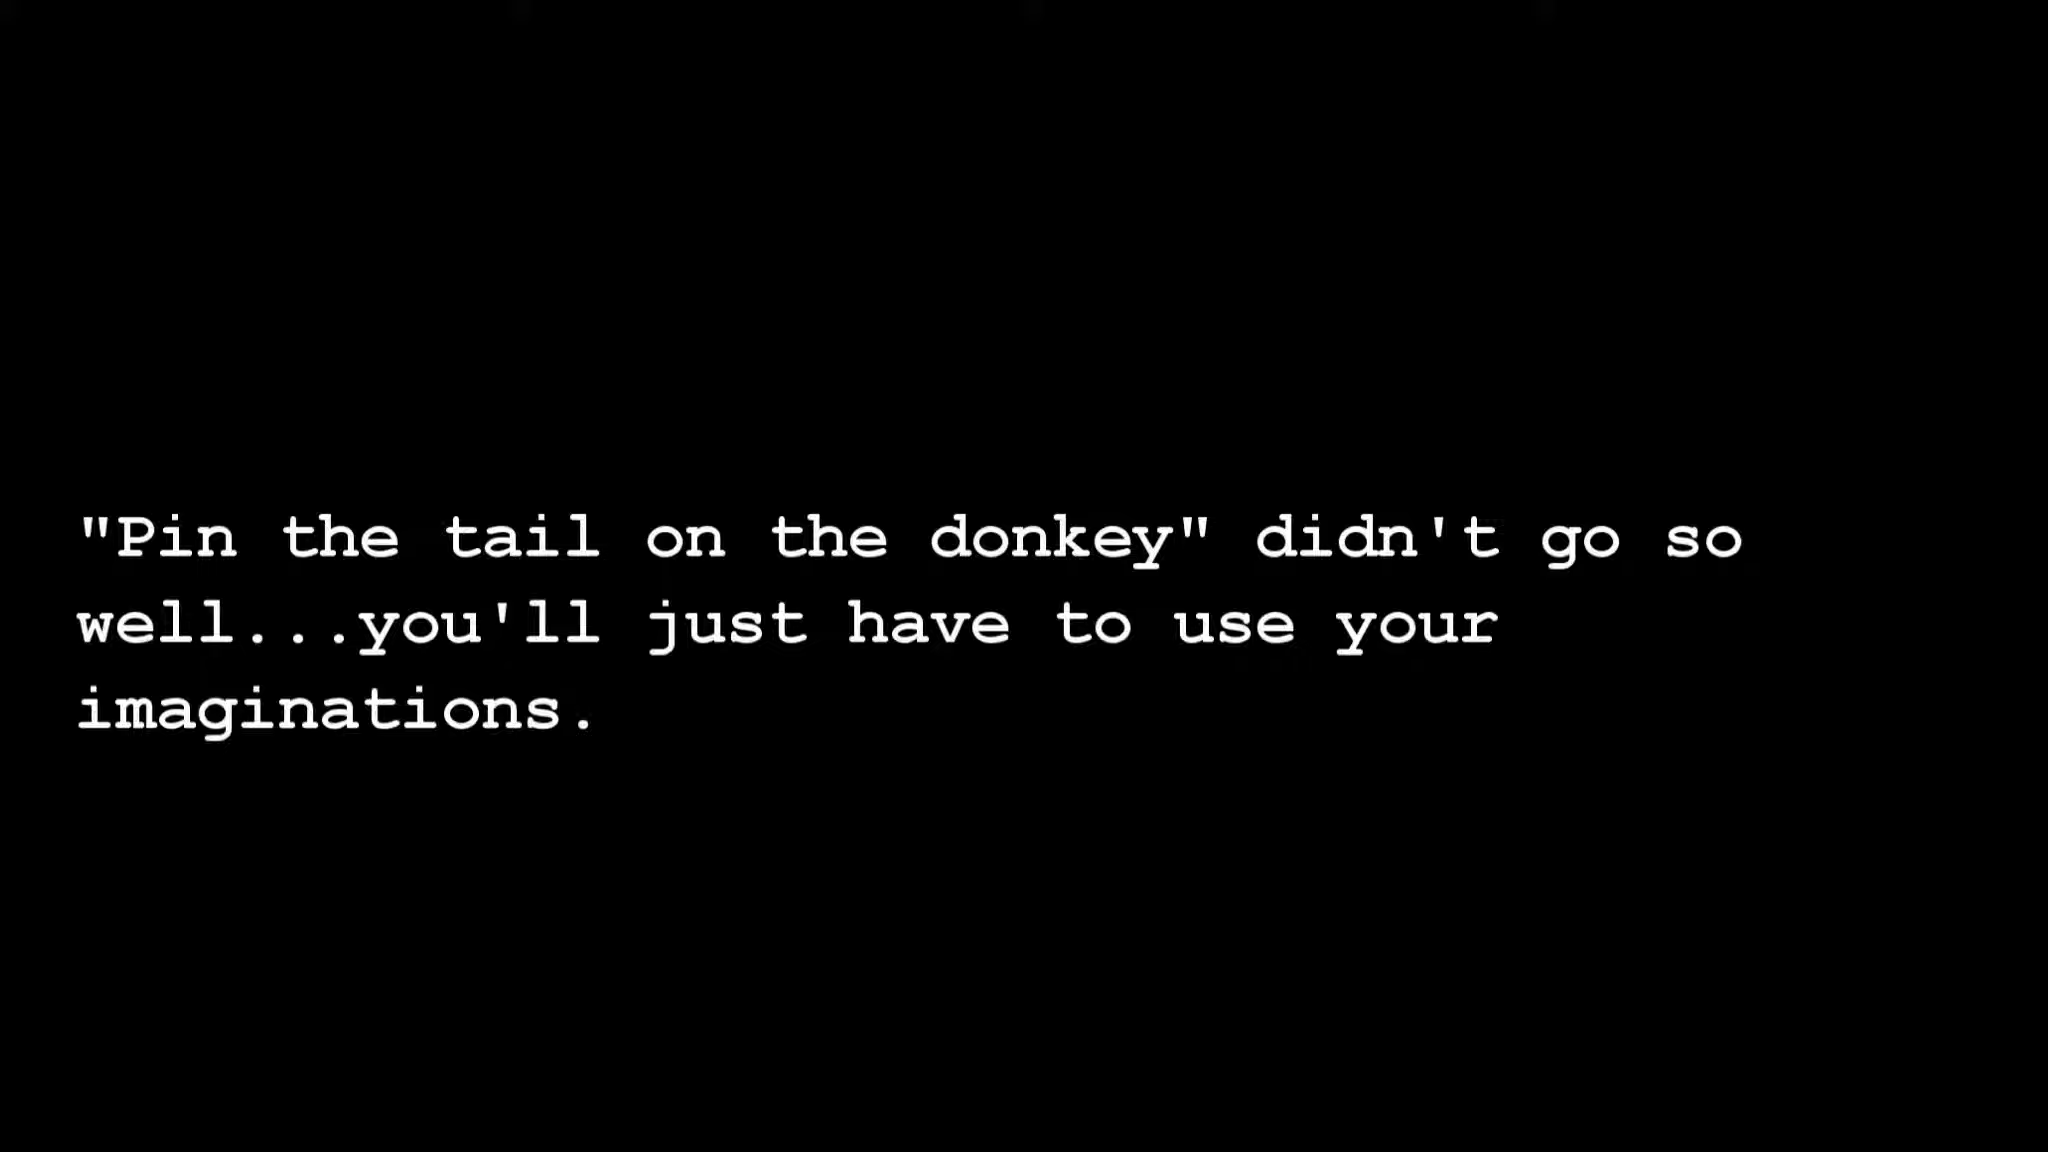 "Pin the tail on the donkey" didn't go so
well...you'll just have to use your
imaginations.